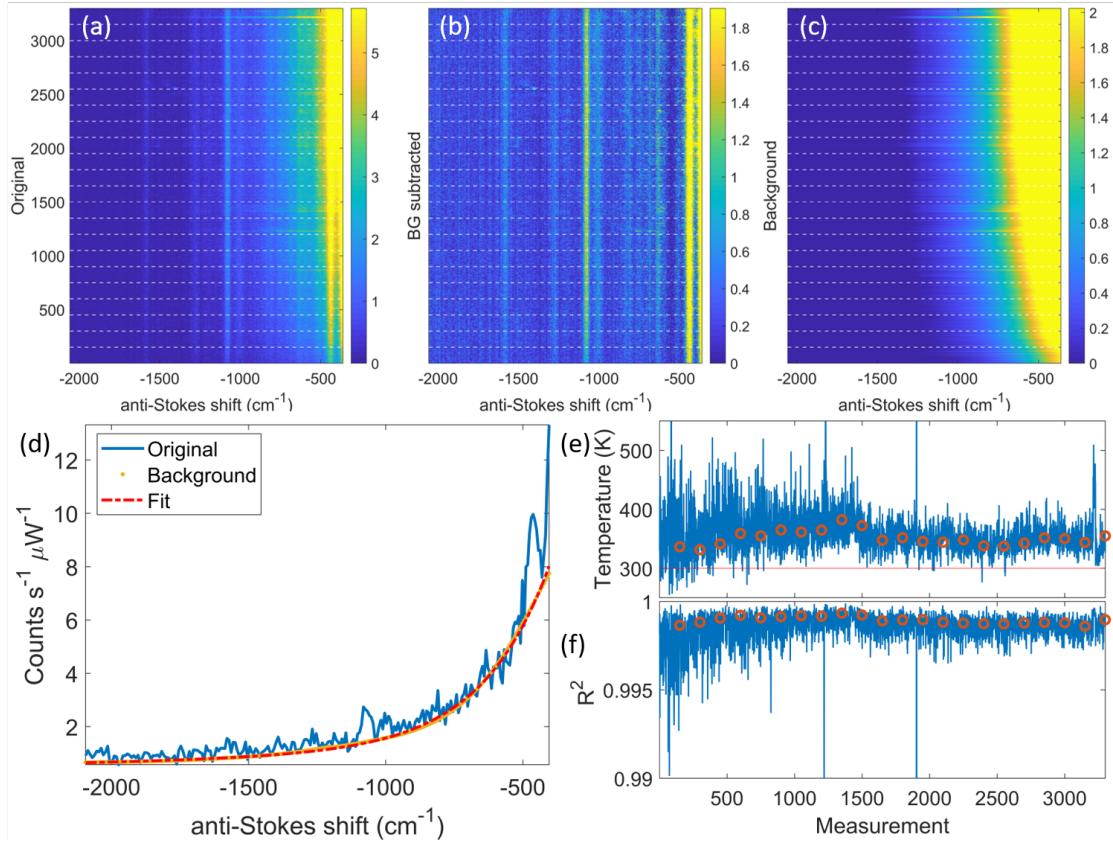 (a)
Original
3000
2500
2000
1500
1000
500
-2000 -1500 -1000 -500
anti-Stokes shift (cm-1)
5
4
3
2
1
0
(b)
BG subtracted
-2000 -1500 -1000 -500
anti-Stokes shift (cm-1)
1.8
1.6
1.4
1.2
1
0.8
0.6
0.4
0.2
0
(c)
Background
-2000 -1500 -1000 -500
anti-Stokes shift (cm-1)
2
1.8
1.6
1.4
1.2
1
0.8
0.6
0.4
0.2
0
(d)
Original
Background
Fit
Counts s-1 μW-1
12
10
8
6
4
2
-2000 -1500 -1000 -500
anti-Stokes shift (cm-1)
(e)
Temperature (K)
500
400
300
(f)
R2
1
0.995
0.99
500 1000 1500 2000 2500 3000
Measurement